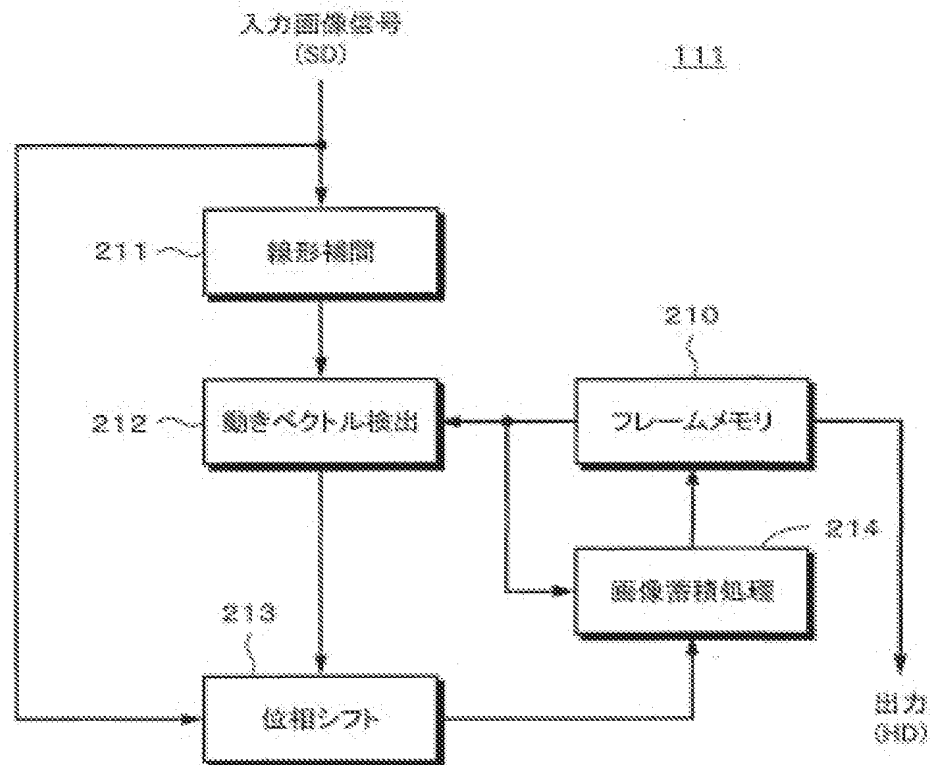 入力画像信号
(SD)
111
211
線形補間
210
212
動きベクトル検出
フレームメモリ
214
画像蓄積処理
213
位相シフト
出力
(HD)